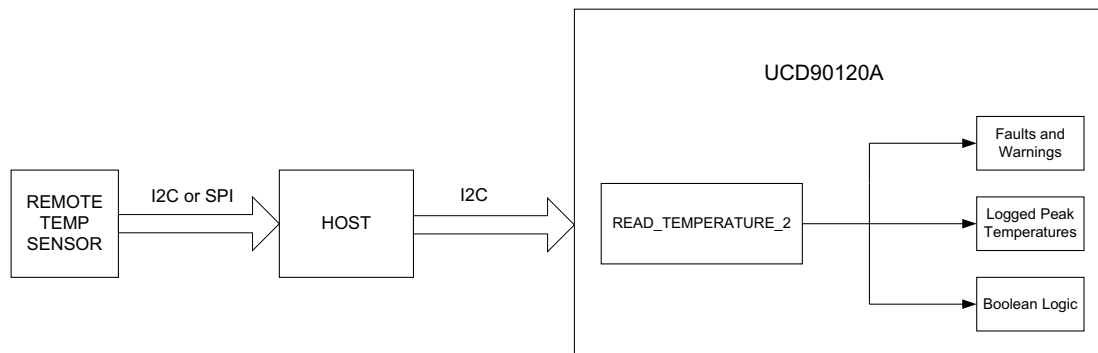 UCD90120A
REMOTE
TEMP
SENSOR
I2C or SPI
HOST
I2C
READ_TEMPERATURE_2
Faults and
Warnings
Logged Peak
Temperatures
Boolean Logic